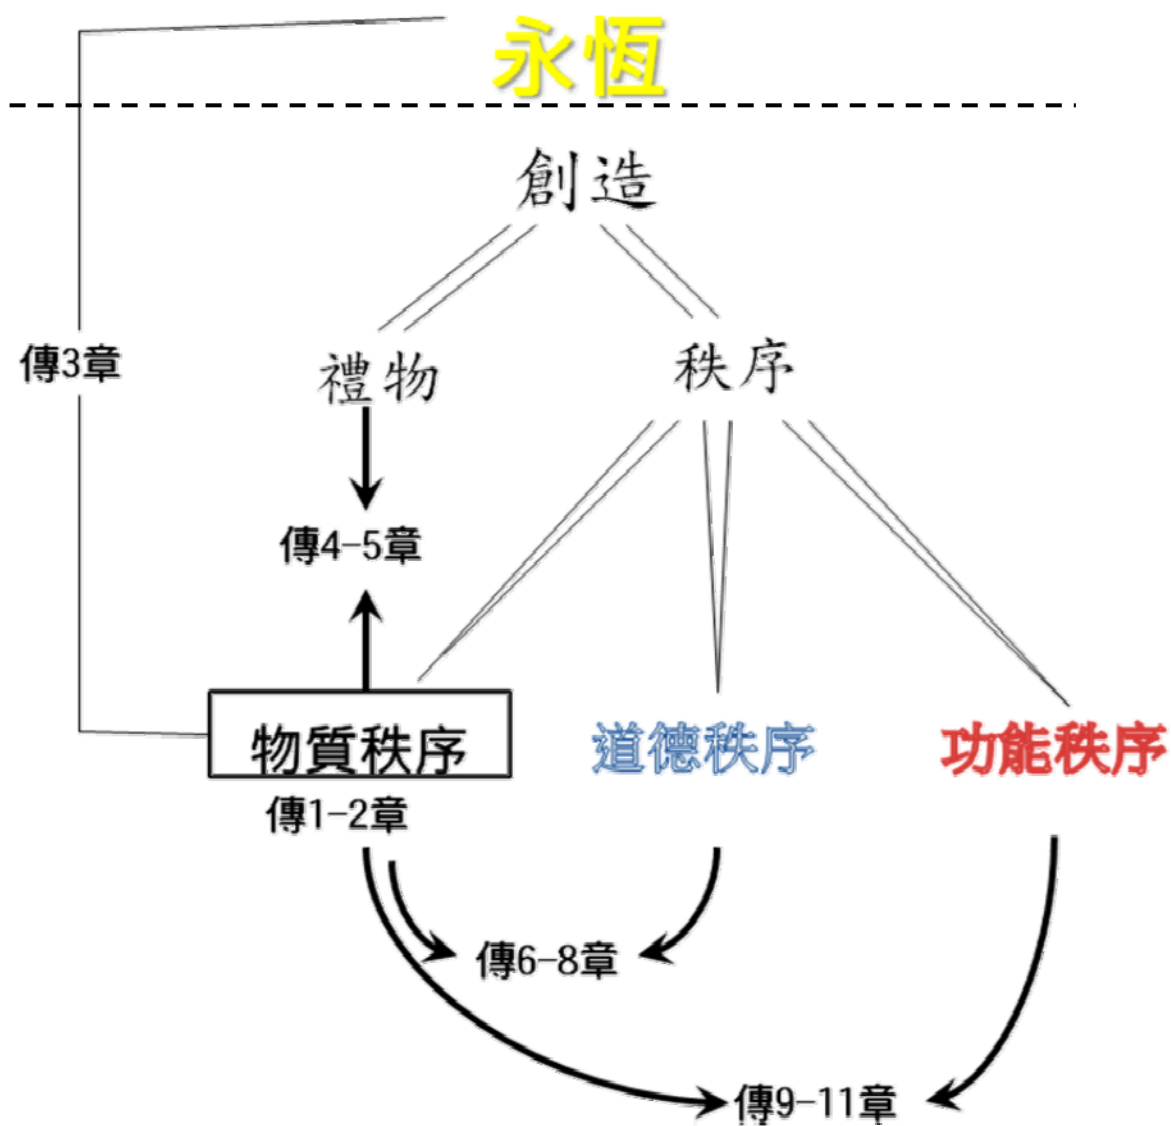 永恆
創造
傳3章
禮物
秩序
傳4-5章
物質秩序
道德秩序
功能秩序
傳1-2章
傳6-8章
傳9-11章